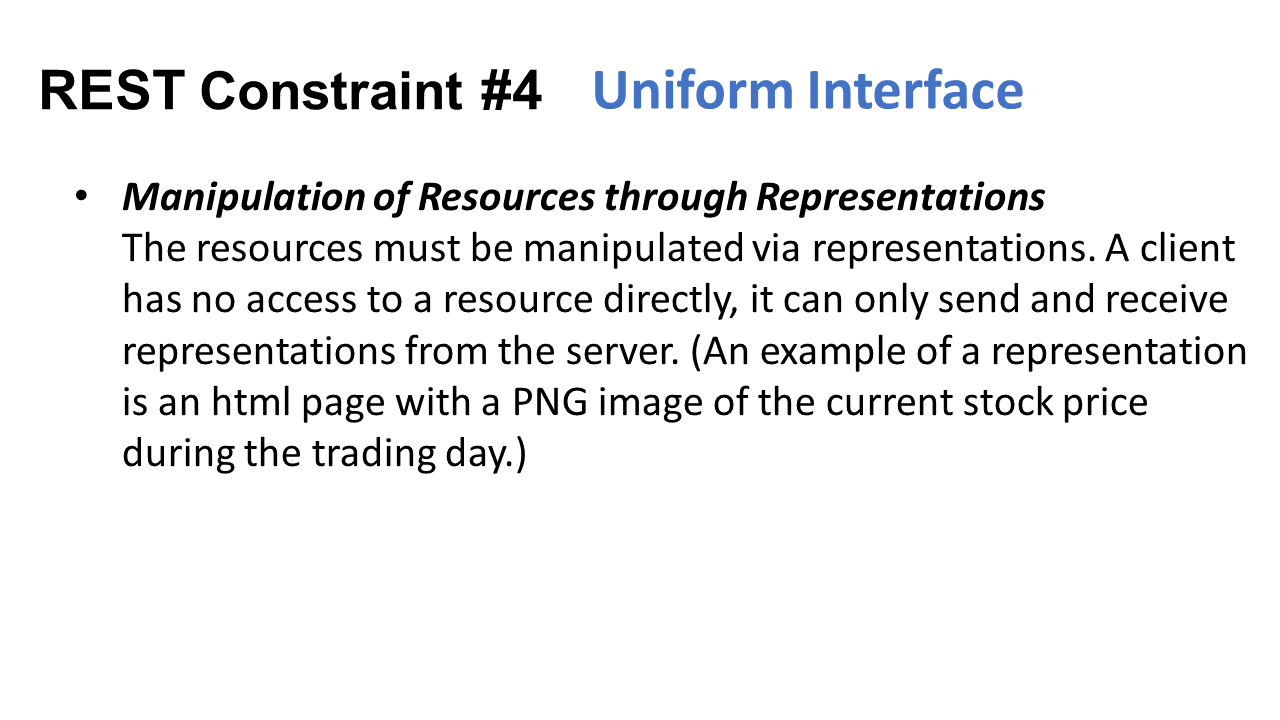 REST Constraint #4 Uniform Interface
• Manipulation of Resources through Representations
The resources must be manipulated via representations. A client
has no access to a resource directly, it can only send and receive
representations from the server. (An example of a representation
is an html page with a PNG image of the current stock price
during the trading day.)